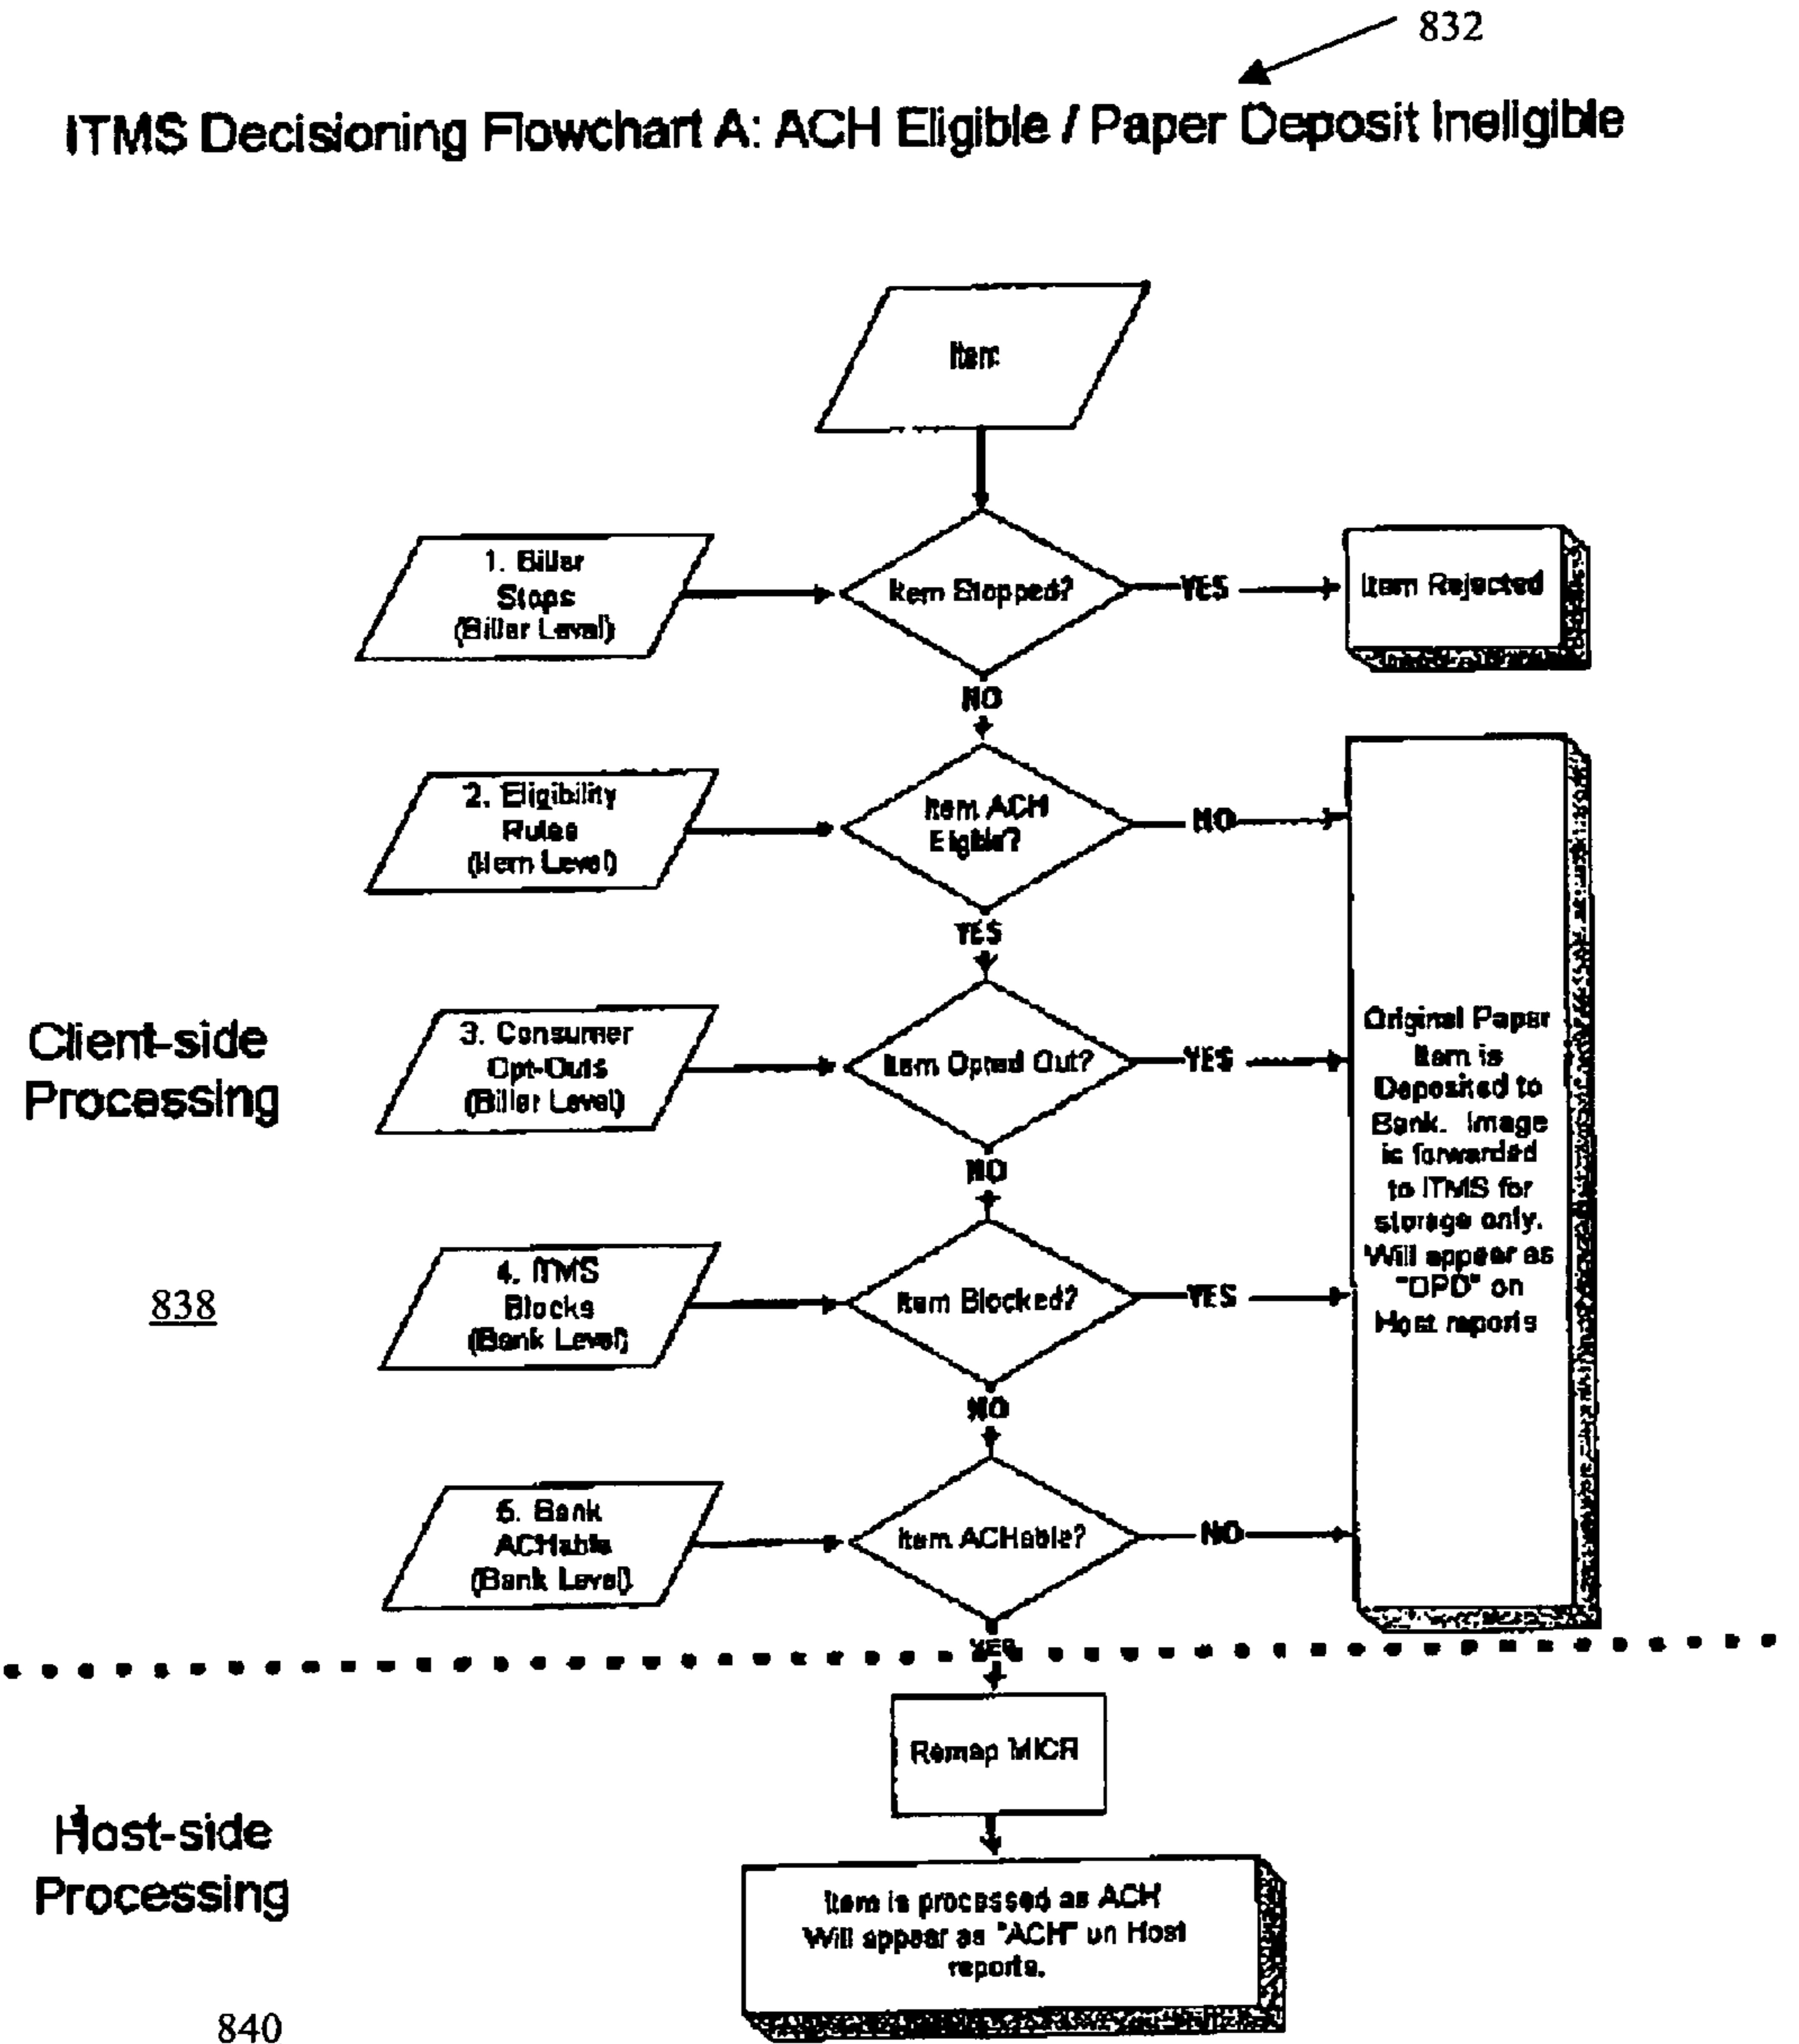 832
ITMS Decisioning Flowchart A: ACH Eligible / Paper Deposit Ineligible
Item
1. Biller
Stops
(Biller Level)
Item Stopped?
YES
Item Rejected
NO
2. Eligibility
Rules
(Item Level)
Item ACH
Eligible?
NO
YES
Client-side
Processing
3. Consumer
Opt-Outs
(Biller Level)
Item Opted Out?
YES
Original Paper
Item is
Deposited to
Bank. Image
is forwarded
to ITMS for
storage only.
Will appear as
"OPD" on
Host reports
NO
838
4. ITMS
Blocks
(Bank Level)
Item Blocked?
YES
NO
5. Bank
ACHable
(Bank Level)
Item ACHable?
NO
YES
Remap MICR
Host-side
Processing
Item is processed as ACH
Will appear as "ACH" on Host
reports.
840